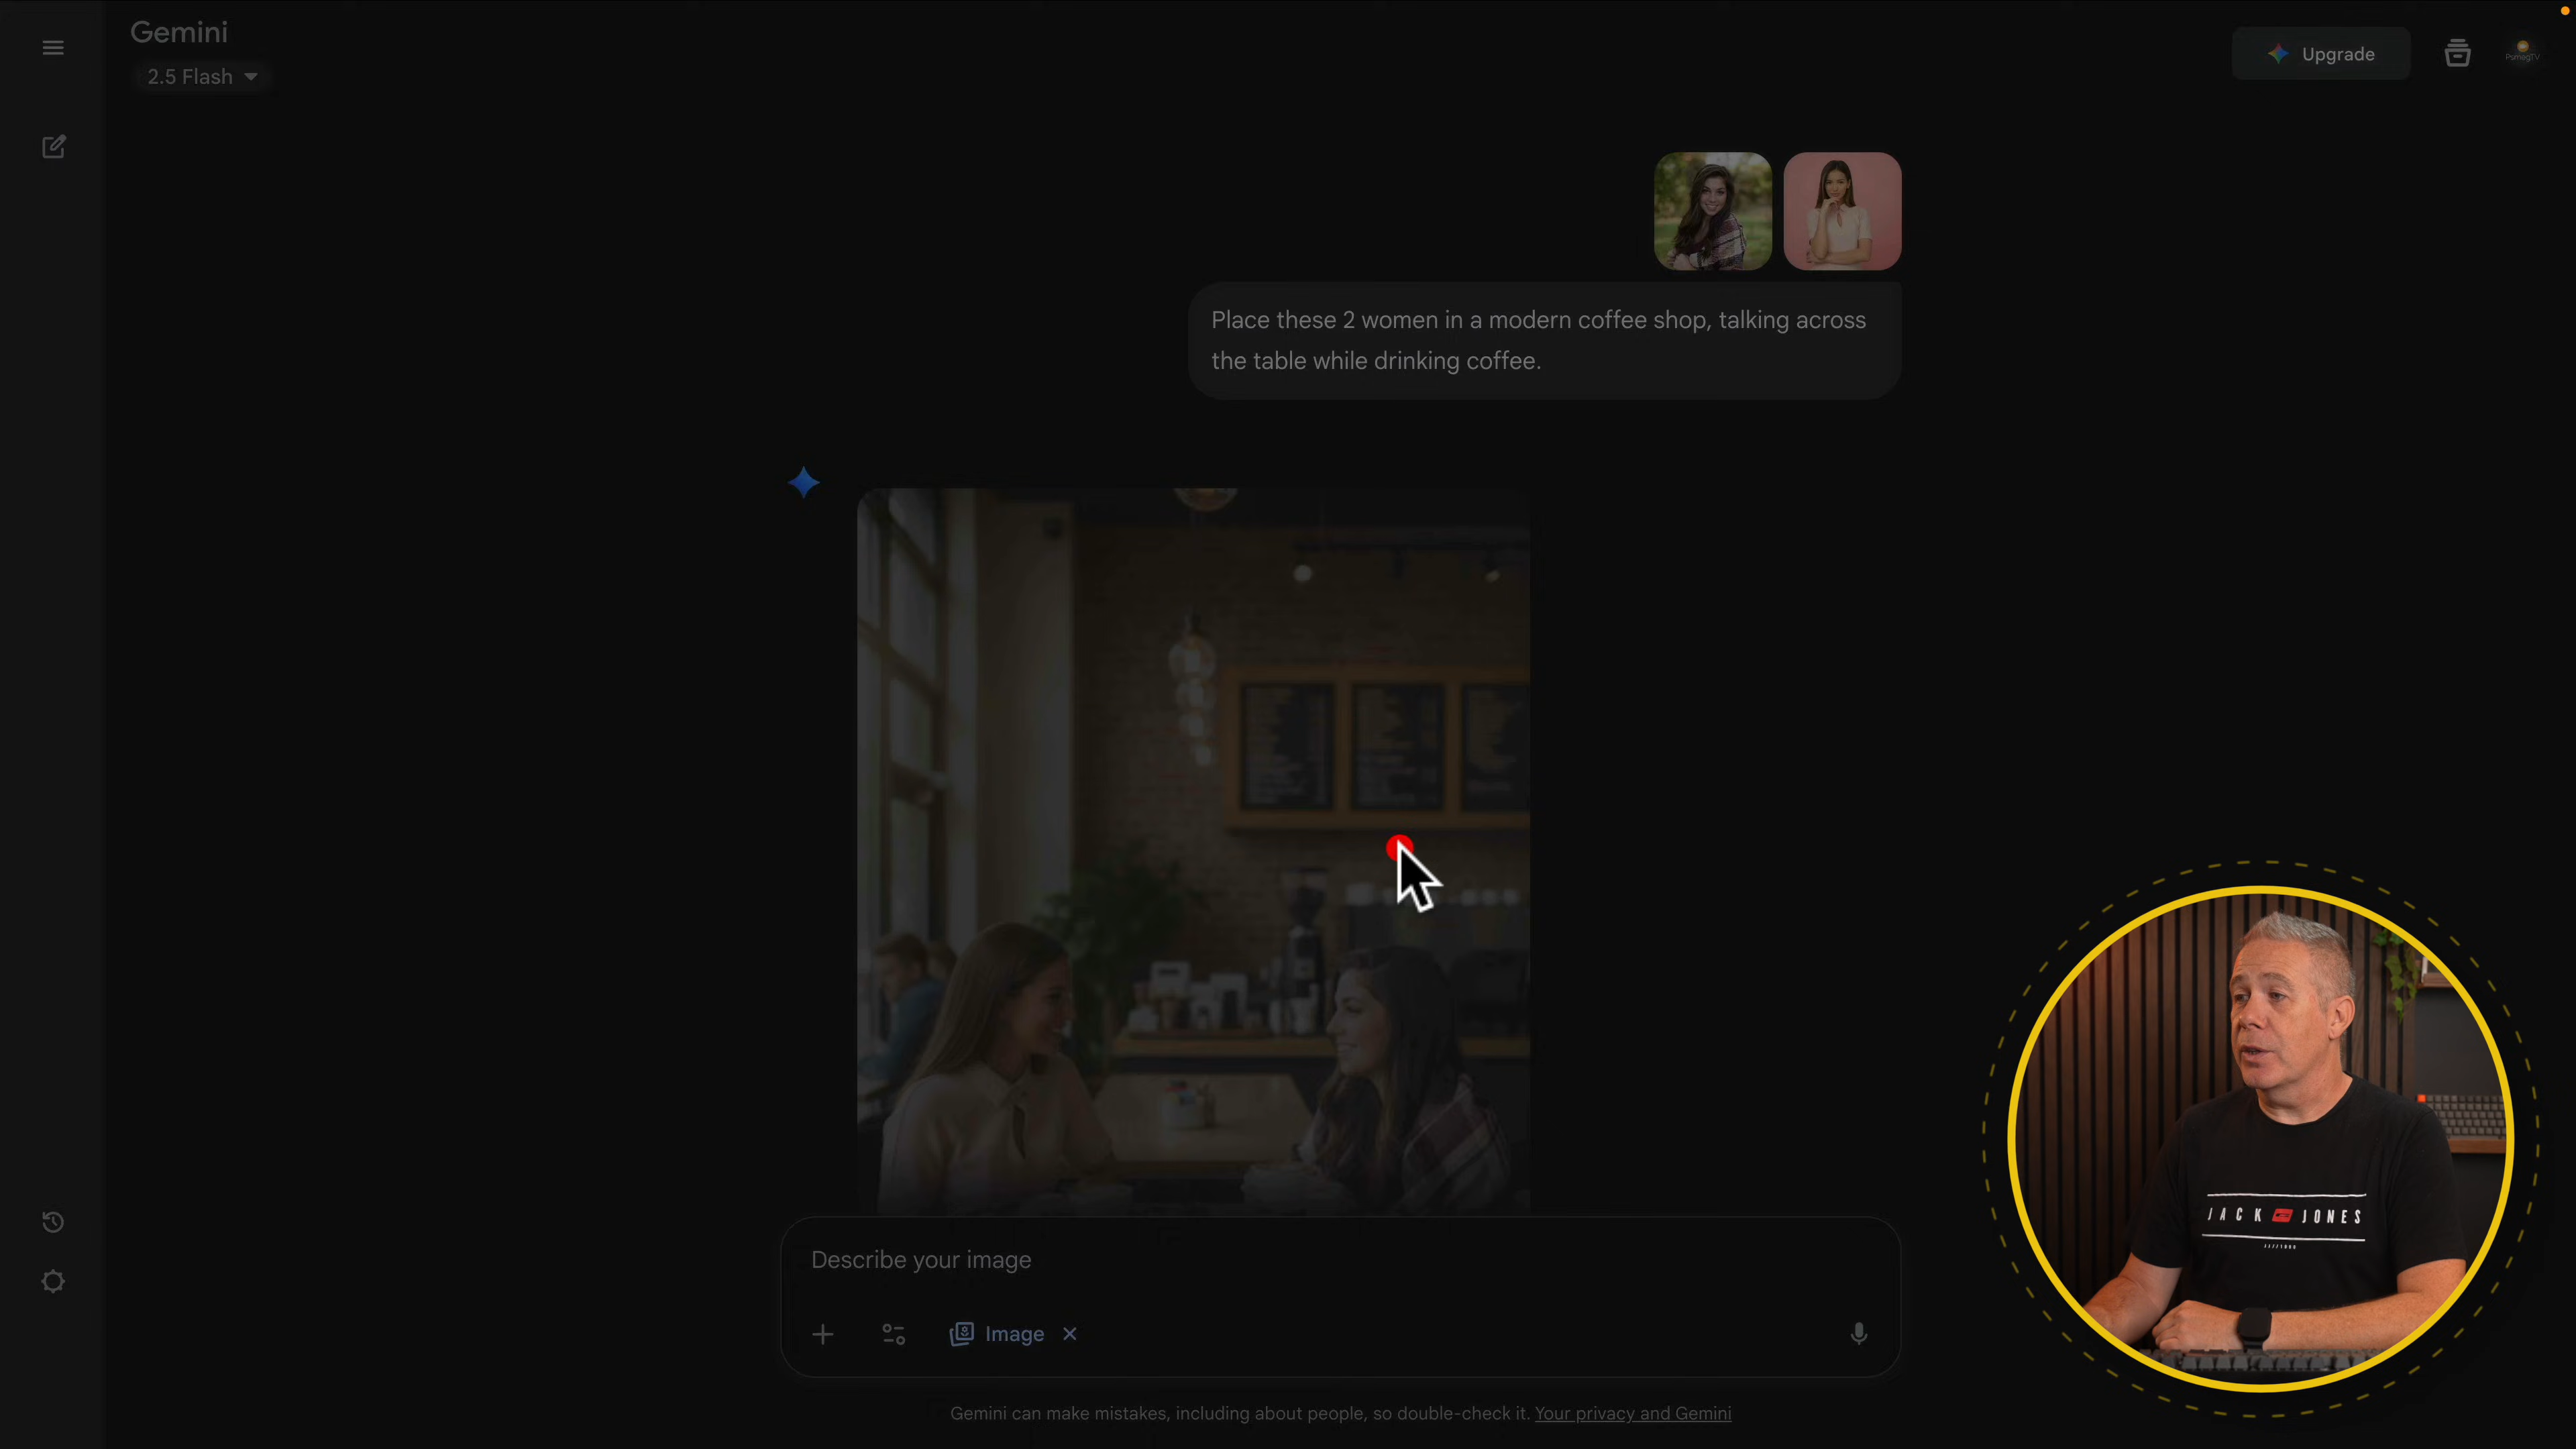 Gemini
2.5 Flash
Upgrade
PsmegTV
Place these 2 women in a modern coffee shop, talking across
the table while drinking coffee.
Describe your image
Image
Gemini can make mistakes, including about people, so double-check it. Your privacy and Gemini
JACK JONES